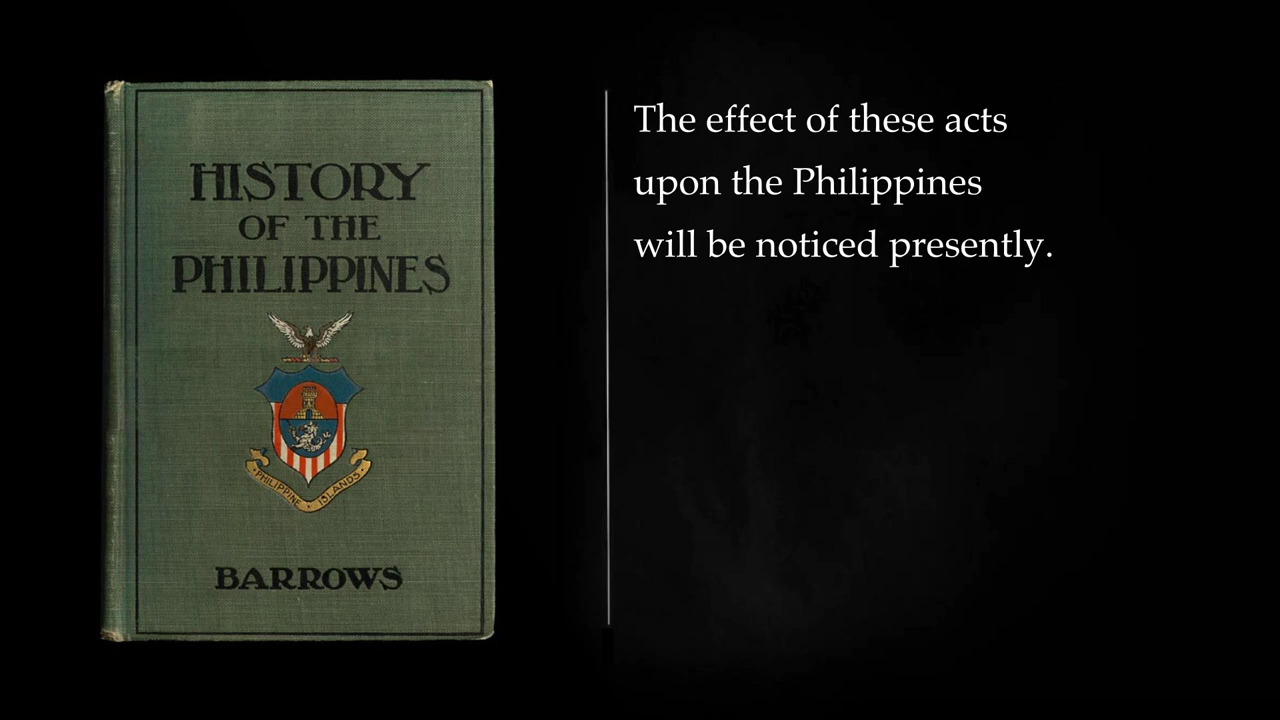 HISTORY
OF THE
PHILIPPINES
PHILIPPINE ISLANDS
BARROWS
The effect of these acts
upon the Philippines
will be noticed presently.